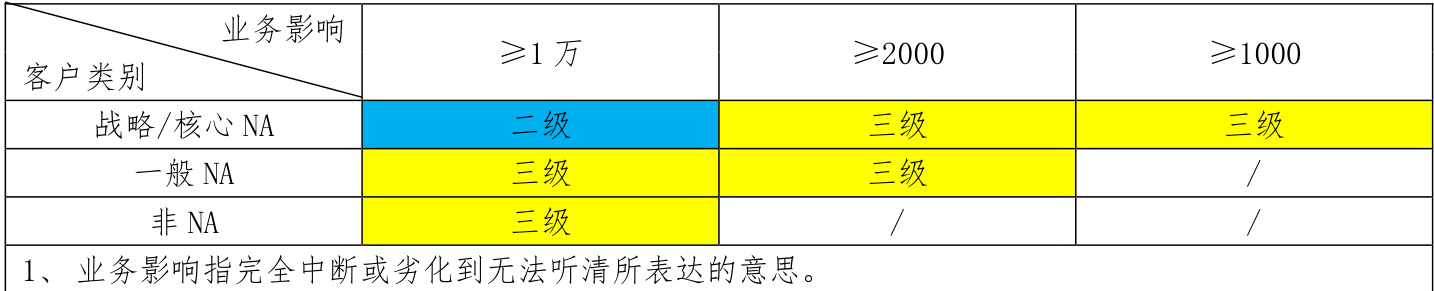 业务影响
客户类别
≥1 万 ≥2000 ≥1000
战略/核心 NA 二级 三级 三级
一般 NA 三级 三级 /
非 NA 三级 / /
1、 业务影响指完全中断或劣化到无法听清所表达的意思。